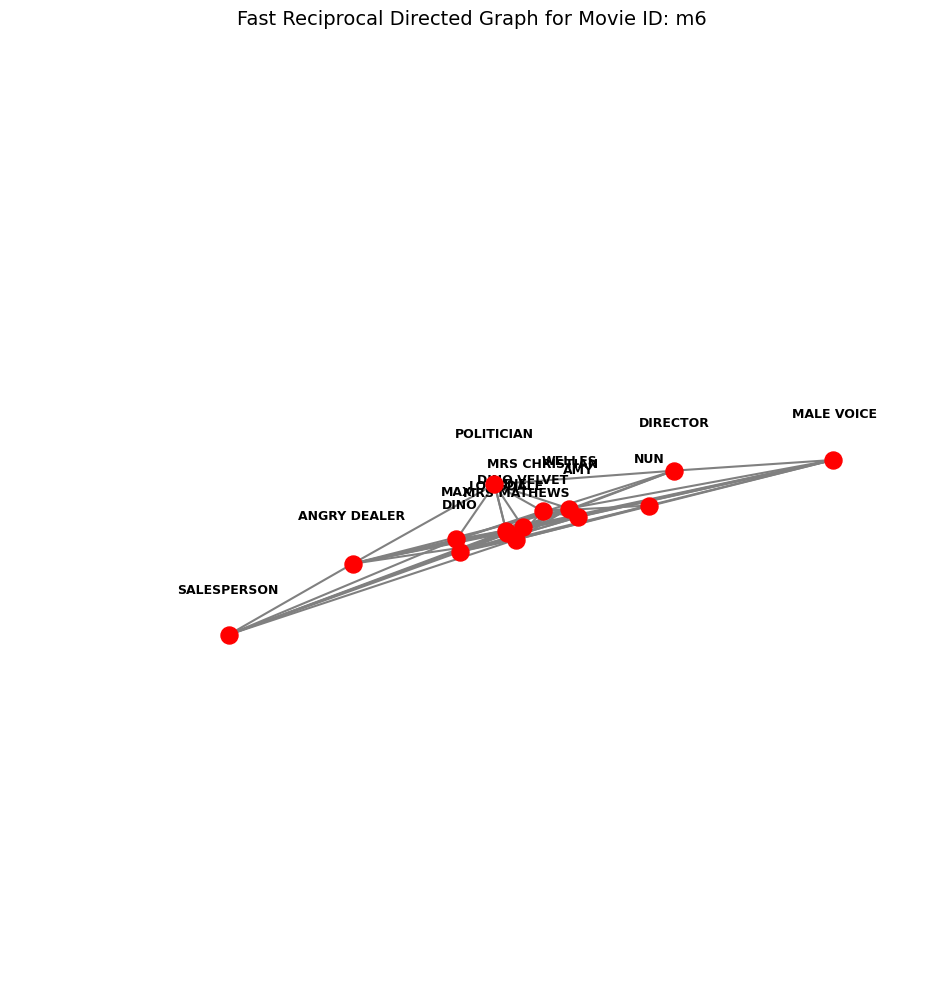 Fast Reciprocal Directed Graph for Movie ID: m6
MALE VOICE
DIRECTOR
POLITICIAN
NUN
WELLES
MRS CHRISTIAN
AMY
DINO VELVET
MAX
MRS MATHEWS
DINO
ANGRY DEALER
SALESPERSON